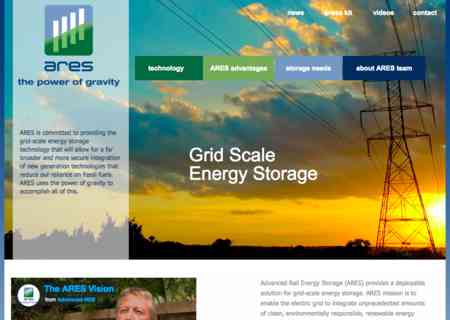 news press kit videos contact
ares
the power of gravity
technology ARES advantages storage needs about ARES team
ARES is committed to providing the
grid-scale energy storage
technology that will allow for a far
broader and more secure integration
of new generation technologies that
reduce our reliance on fossil fuels.
ARES uses the power of gravity to
accomplish all of this.
Grid Scale
Energy Storage
The ARES Vision
from Advanced RES
Advanced Rail Energy Storage (ARES) provides a deployable
solution for grid-scale energy storage. ARES mission is to
enable the electric grid to integrate unprecedented amounts
of clean, environmentally responsible, renewable energy